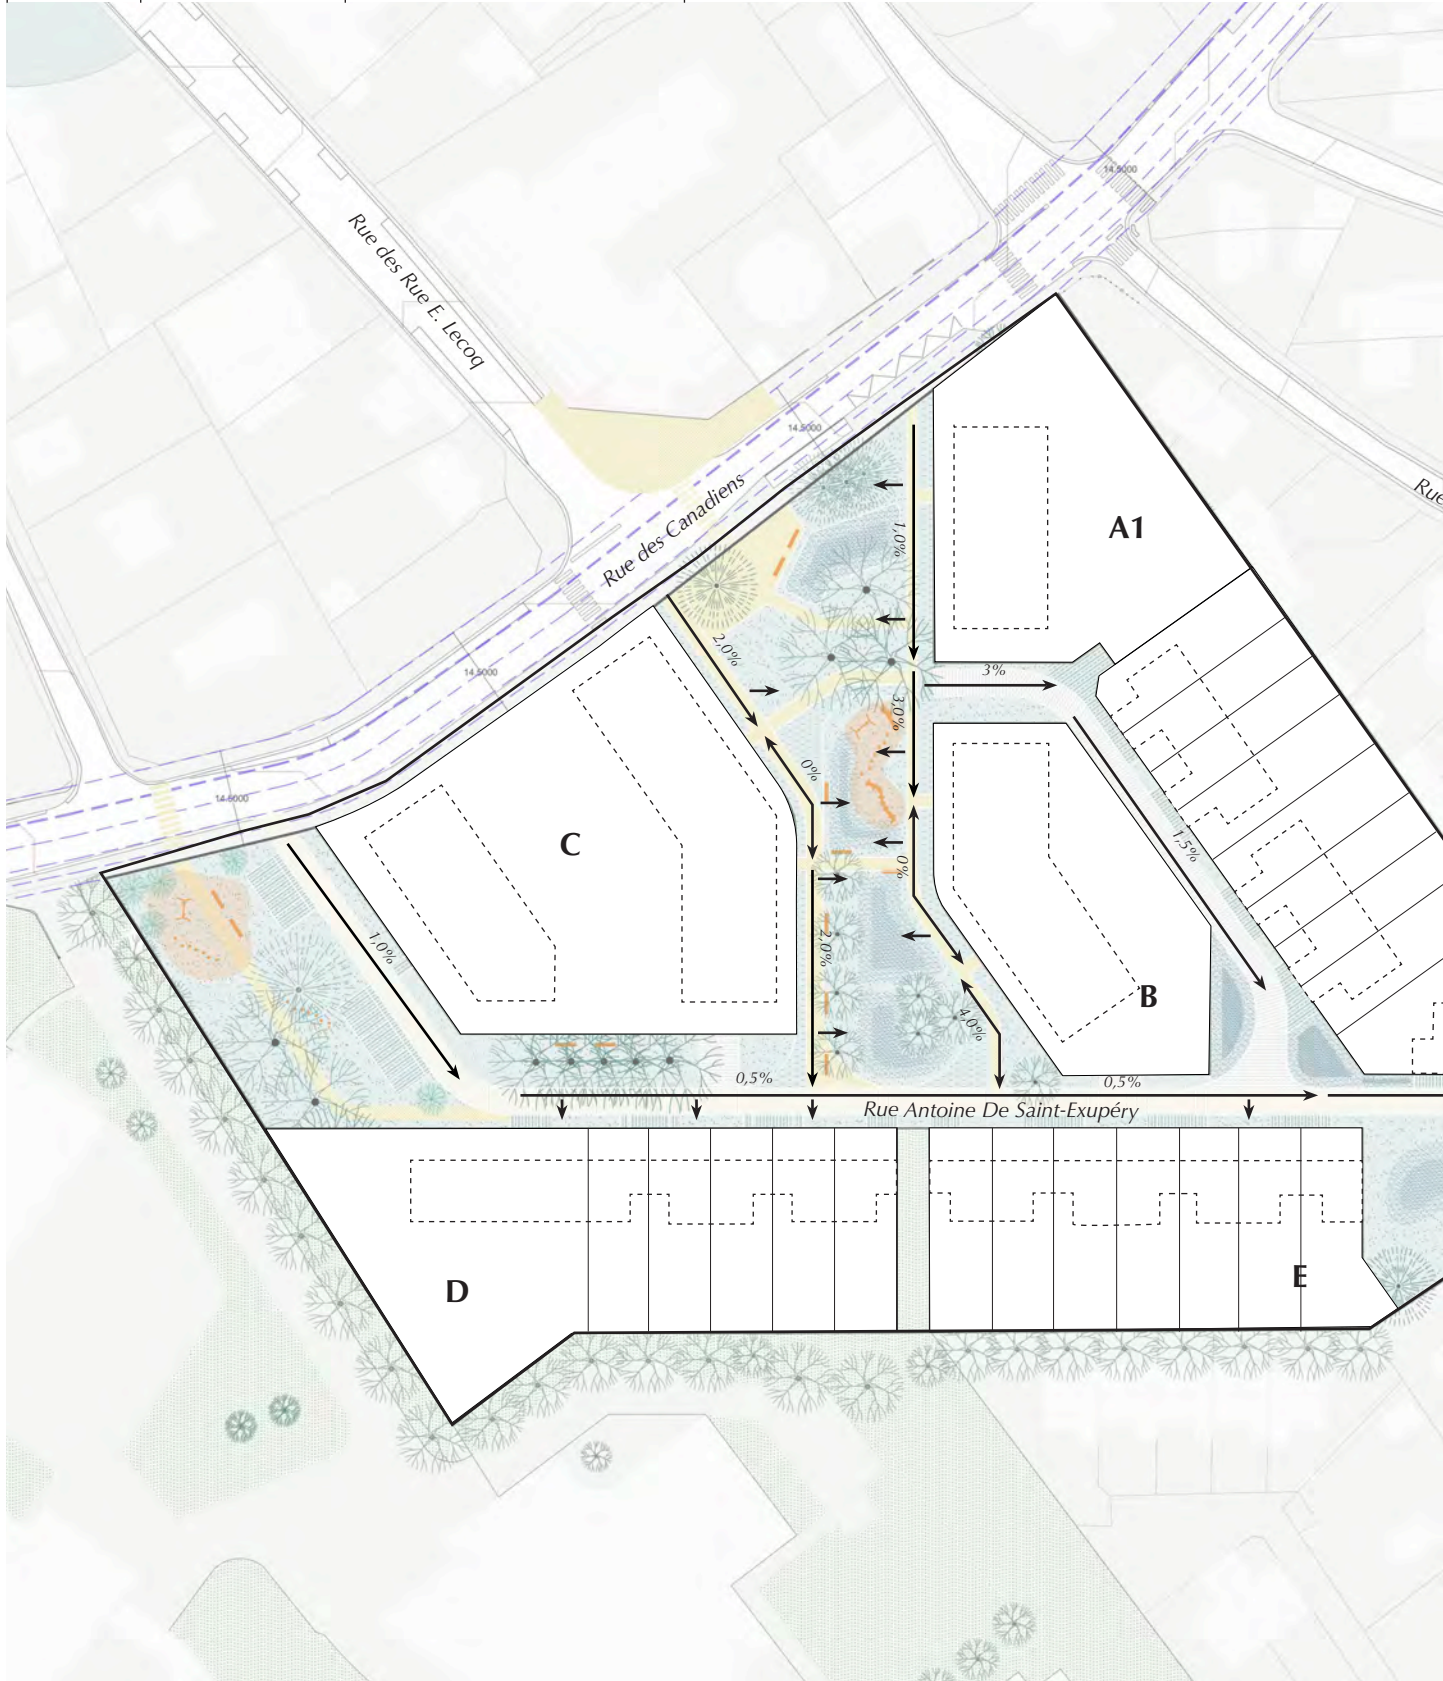 14.5000
Rue des Rue E. Lecoq
14.5000
Rue des Canadiens
Rue
A1
1,0%
2,0%
3%
14.5000
3,0%
0%
14.5000
C
1,5%
0%
1,0%
2,0%
B
4,0%
0,5%
0,5%
Rue Antoine De Saint-Exupéry
D
E